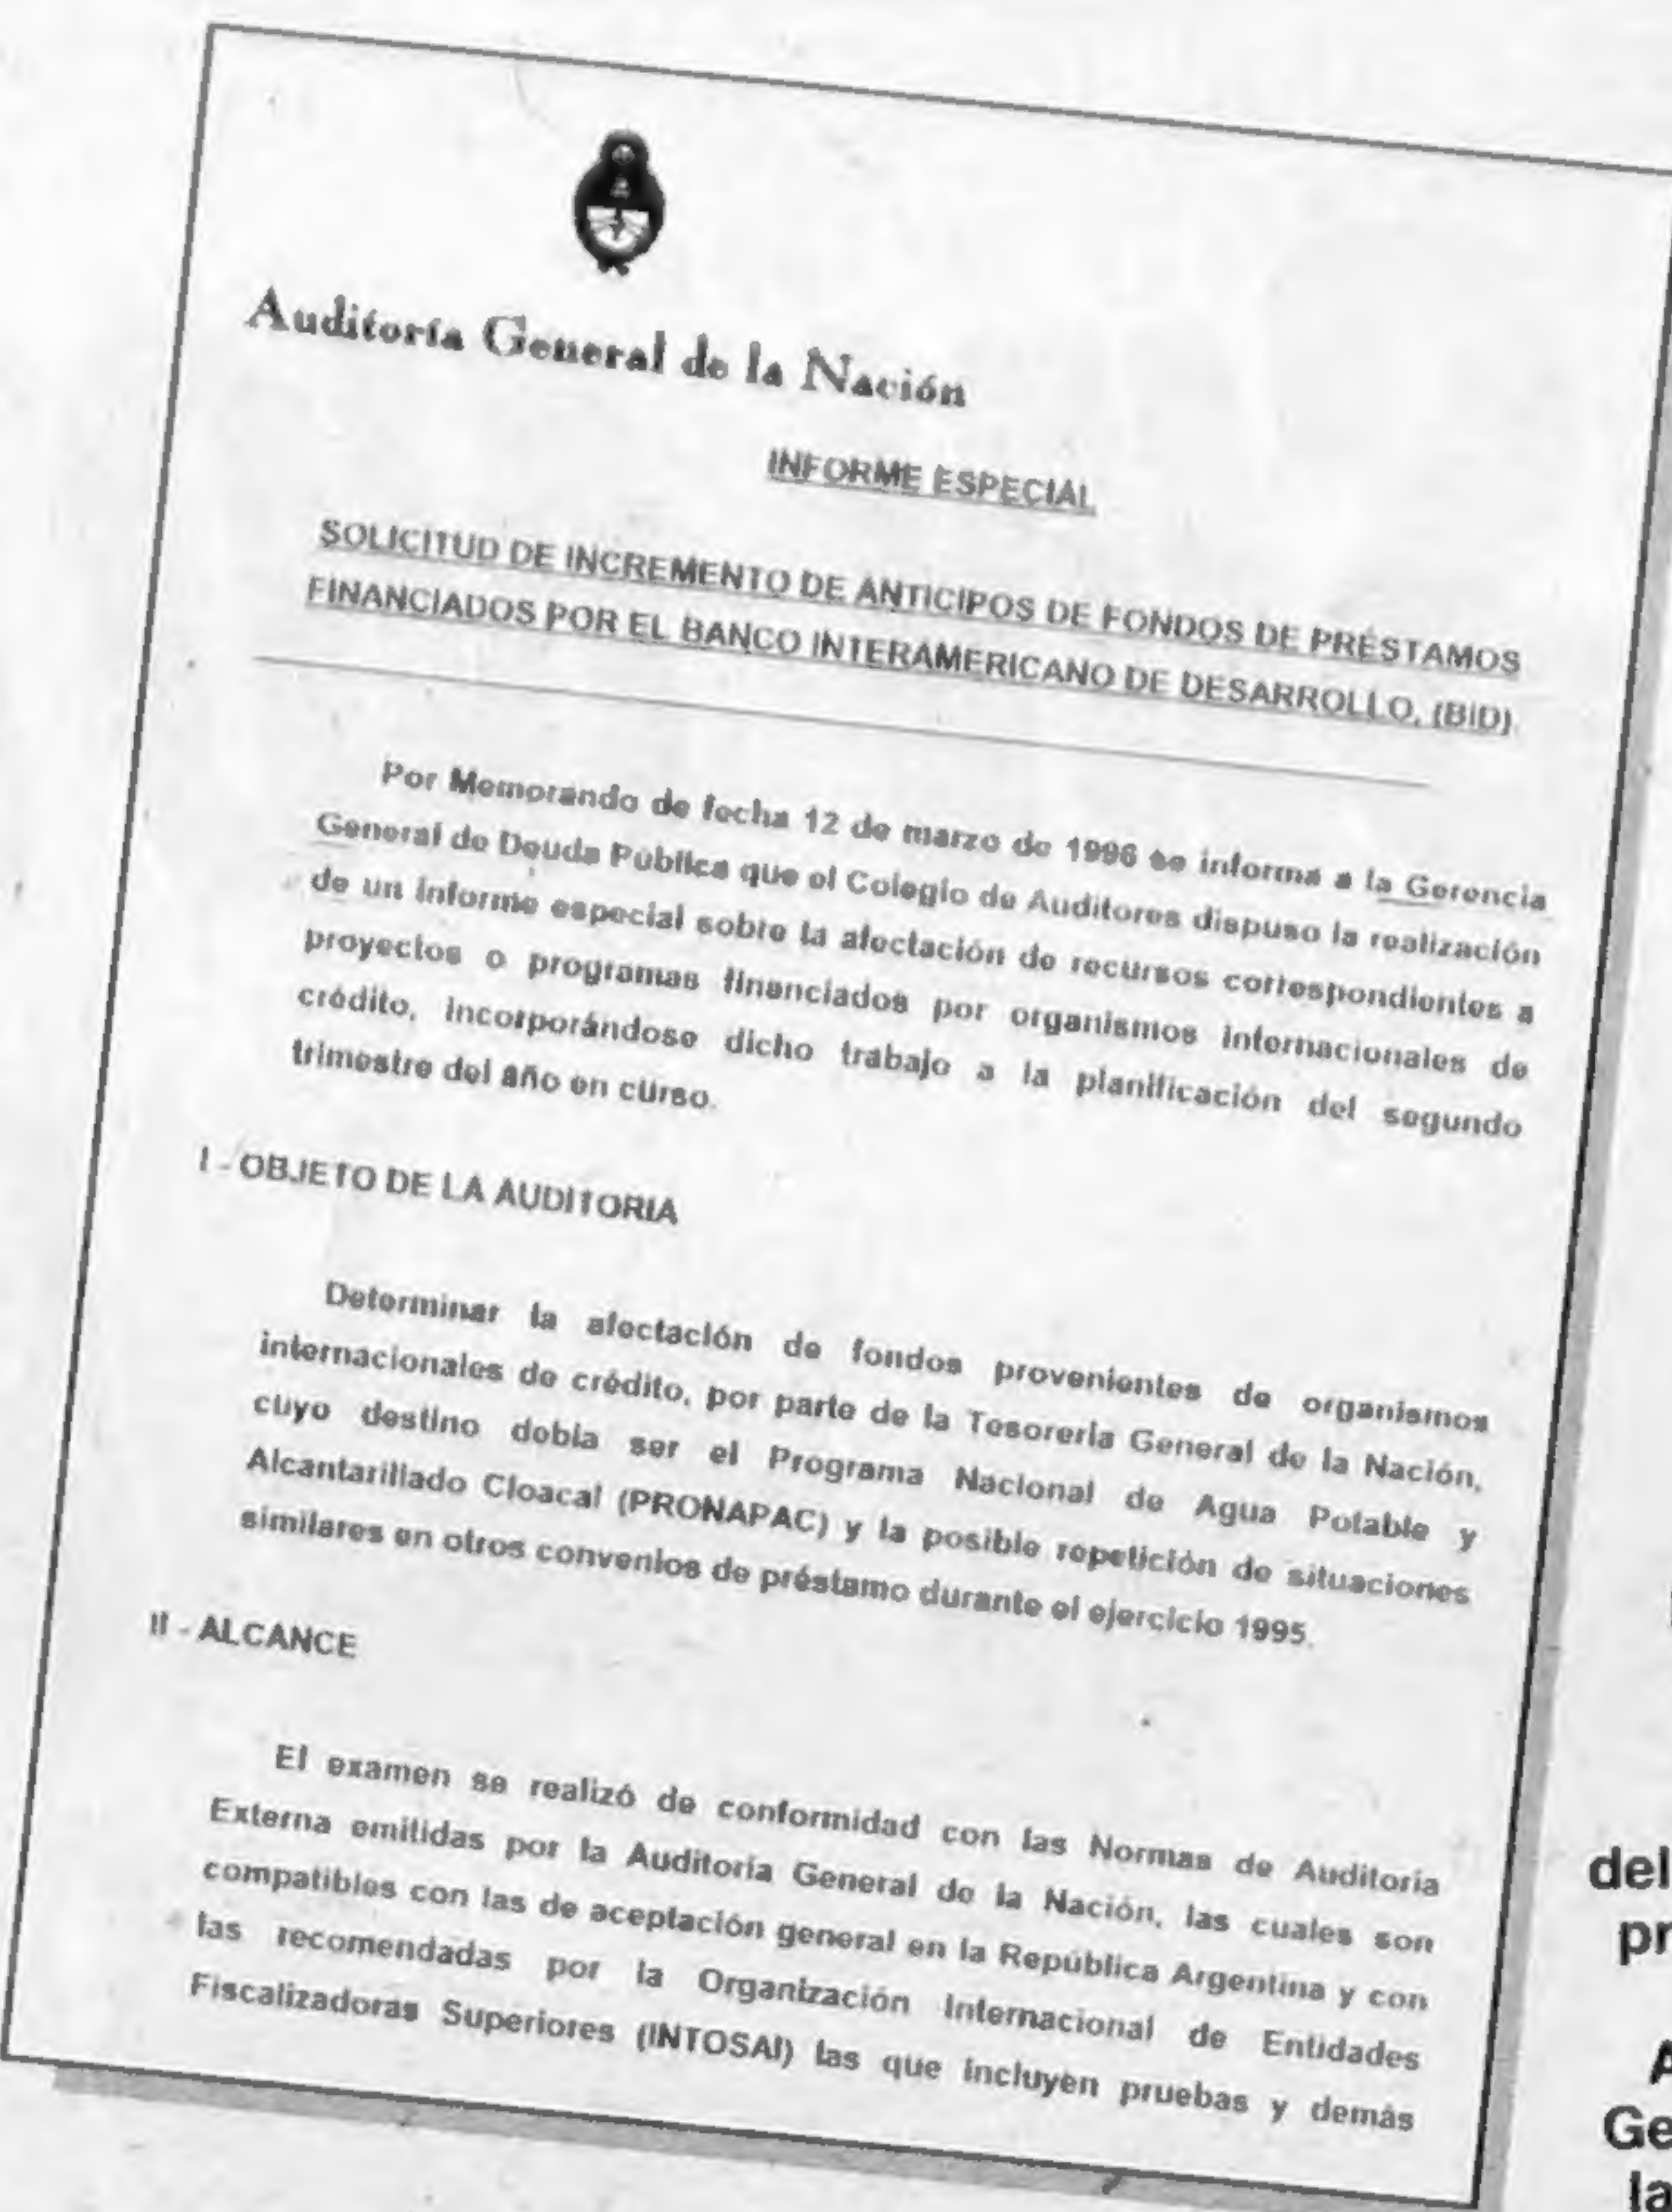 Auditoría General de la Nación
INFORME ESPECIAL
SOLICITUD DE INCREMENTO DE ANTICIPOS DE FONDOS DE PRÉSTAMOS
FINANCIADOS POR EL BANCO INTERAMERICANO DE DESARROLLO, (BID)
Por Memorando de fecha 12 de marzo de 1996 se informa a la Gerencia
General de Deuda Pública que el Colegio de Auditores dispuso la realización
de un informe especial sobre la afectación de recursos correspondientes a
proyectos o programas financiados por organismos internacionales de
crédito, incorporándose dicho trabajo a la planificación del segundo
trimestre del año en curso.
I - OBJETO DE LA AUDITORIA
Determinar la afectación de fondos provenientes de organismos
internacionales de crédito, por parte de la Tesorería General de la Nación,
cuyo destino debía ser el Programa Nacional de Agua Potable y
Alcantarillado Cloacal (PRONAPAC) y la posible repetición de situaciones
similares en otros convenios de préstamo durante el ejercicio 1995.
II - ALCANCE
El examen se realizó de conformidad con las Normas de Auditoría
Externa emitidas por la Auditoría General de la Nación, las cuales son
compatibles con las de aceptación general en la República Argentina y con
las recomendadas por la Organización Internacional de Entidades
Fiscalizadoras Superiores (INTOSAI) las que incluyen pruebas y demás
del
pr
A
Ge
la